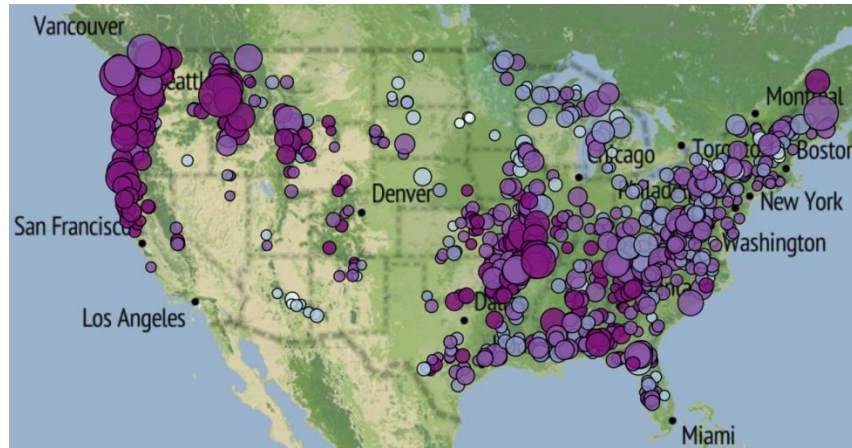 Vancouver
Montreal
Toronto
Boston
Chicago
New York
Denver
Washington
San Francisco
Los Angeles
Miami